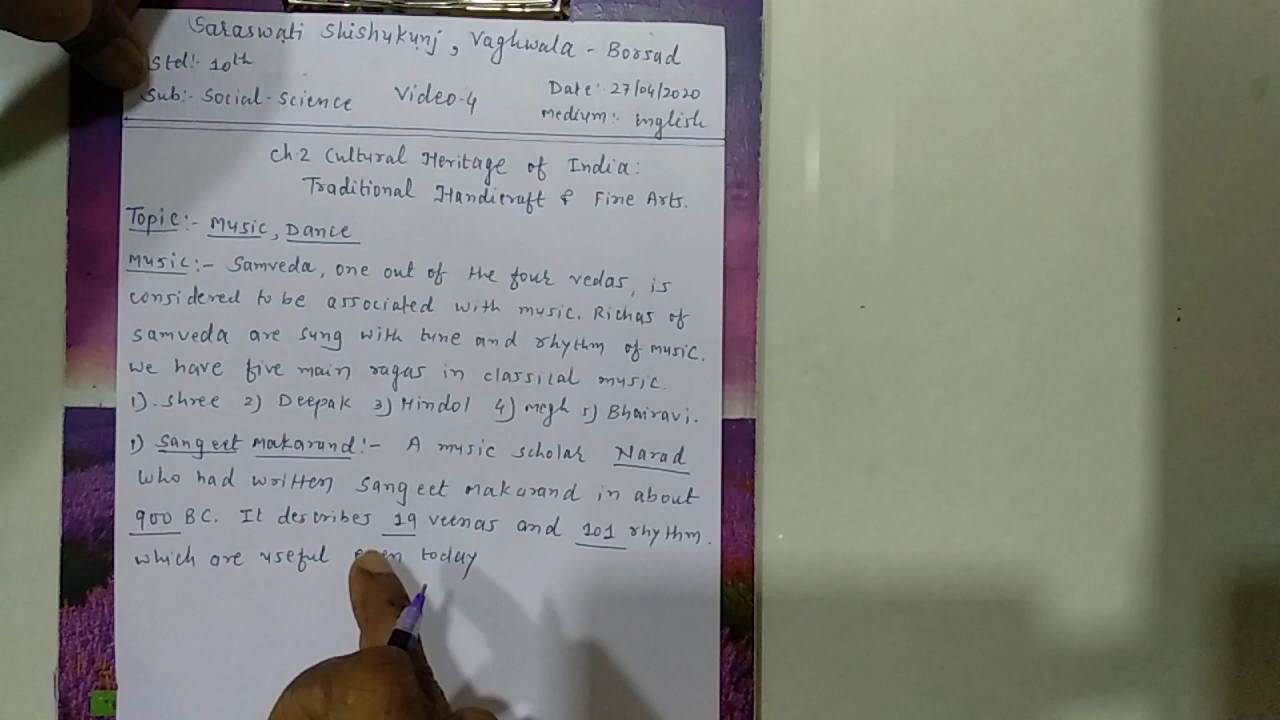 Saraswati Shishukunj, Vaghwala - Borsad
Std:- 10th
Sub:- Social-Science Video-4 Date:- 27/04/2020
Medium:- English
Ch.2 Cultural Heritage of India:
Traditional Handicraft & Fine Arts.
Topic:- Music, Dance
Music:- Samveda, one out of the four vedas, is
considered to be associated with music. Richas of
Samveda are sung with tune and rhythm of music.
We have five main ragas in classical music.
1). Shree 2) Deepak 3) Hindol 4) Megh 5) Bhairavi.
1) Sangeet Makarand:- A music scholar Narad
who had written Sangeet Makarand in about
900 BC. It describes 19 veenas and 101 rhythm.
which are useful even today